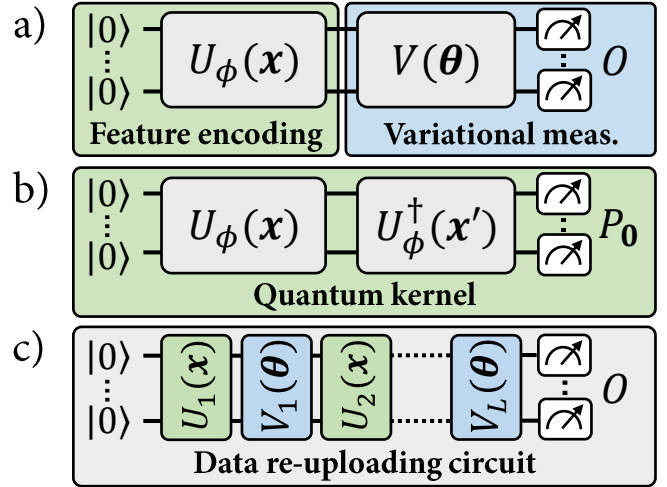 a)
|0⟩ U_ϕ(x) V(θ) O
|0⟩
Feature encoding Variational meas.
b)
|0⟩ U_ϕ(x) U_ϕ^†(x′) P_0
|0⟩
Quantum kernel
c)
|0⟩ U_1(x) V_1(θ) U_2(x) V_L(θ) O
|0⟩
Data re-uploading circuit